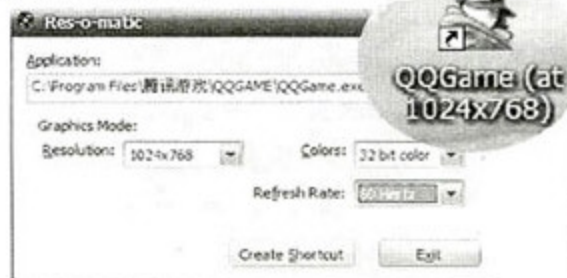 Res-o-matic
Application:
C:\Program Files\腾讯游戏\QQGAME\QQGame.exe
QQGame (at
1024x768)
Graphics Mode:
Resolution: 1024x768
Colors: 32 bit color
Refresh Rate: 60 Hertz
Create Shortcut
Exit